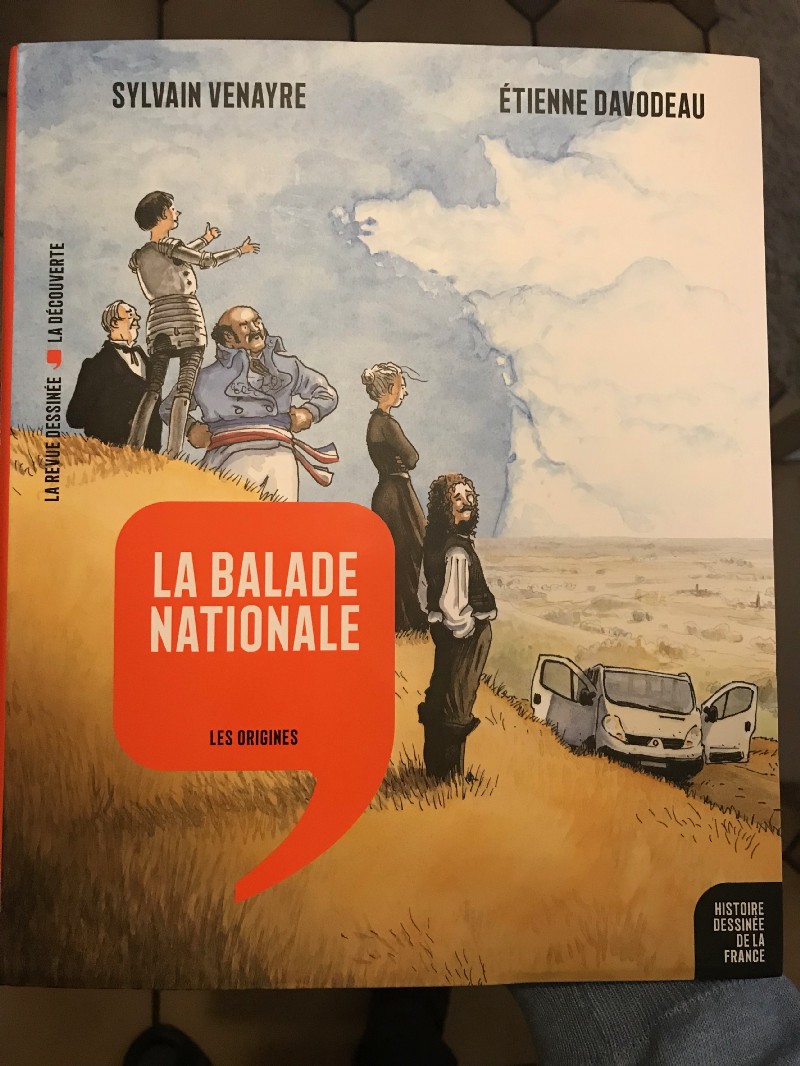 SYLVAIN VENAYRE
ÉTIENNE DAVODEAU
LA REVUE DESSINÉE LA DÉCOUVERTE
LA BALADE
NATIONALE
LES ORIGINES
HISTOIRE
DESSINÉE
DE LA
FRANCE